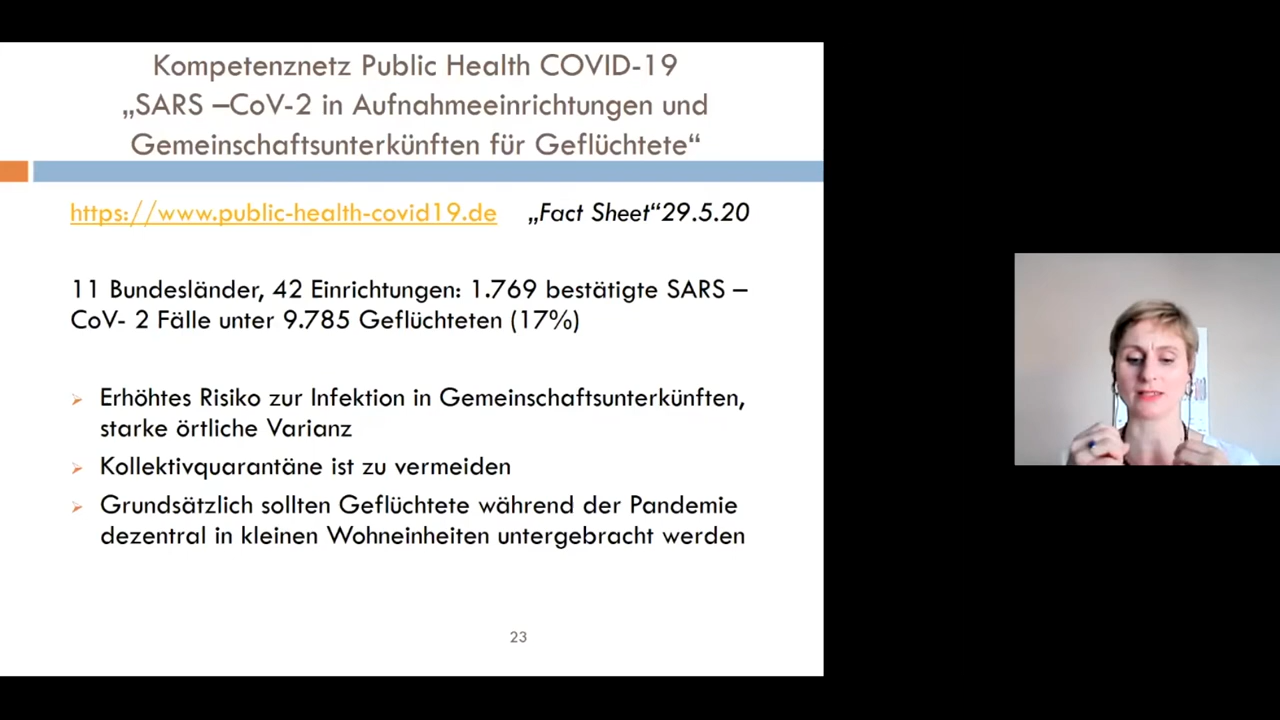 Kompetenznetz Public Health COVID-19
„SARS –CoV-2 in Aufnahmeeinrichtungen und
Gemeinschaftsunterkünften für Geflüchtete“
https://www.public-health-covid19.de „Fact Sheet“29.5.20
11 Bundesländer, 42 Einrichtungen: 1.769 bestätigte SARS –
CoV- 2 Fälle unter 9.785 Geflüchteten (17%)
➢ Erhöhtes Risiko zur Infektion in Gemeinschaftsunterkünften,
starke örtliche Varianz
➢ Kollektivquarantäne ist zu vermeiden
➢ Grundsätzlich sollten Geflüchtete während der Pandemie
dezentral in kleinen Wohneinheiten untergebracht werden
23